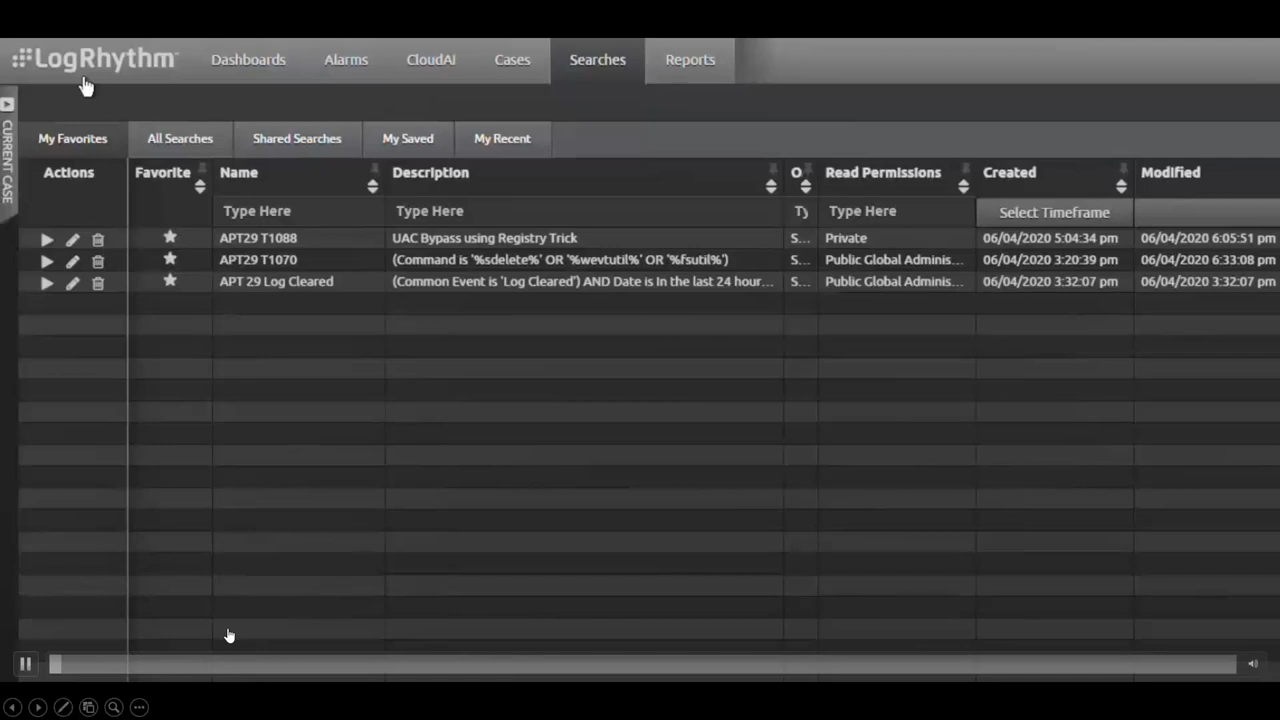 LogRhythm Dashboards Alarms CloudAI Cases Searches Reports
CURRENT CASE
My Favorites All Searches Shared Searches My Saved My Recent
Actions Favorite Name Description O Read Permissions Created Modified
Type Here Type Here Ty Type Here Select Timeframe
APT29 T1088 UAC Bypass using Registry Trick S... Private 06/04/2020 5:04:34 pm 06/04/2020 6:05:51 pm
APT29 T1070 (Command is '%sdelete%' OR '%wevtutil%' OR '%fsutil%') S... Public Global Adminis... 06/04/2020 3:20:39 pm 06/04/2020 6:33:08 pm
APT 29 Log Cleared (Common Event is 'Log Cleared') AND Date is In the last 24 hour... S... Public Global Adminis... 06/04/2020 3:32:07 pm 06/04/2020 3:32:07 pm